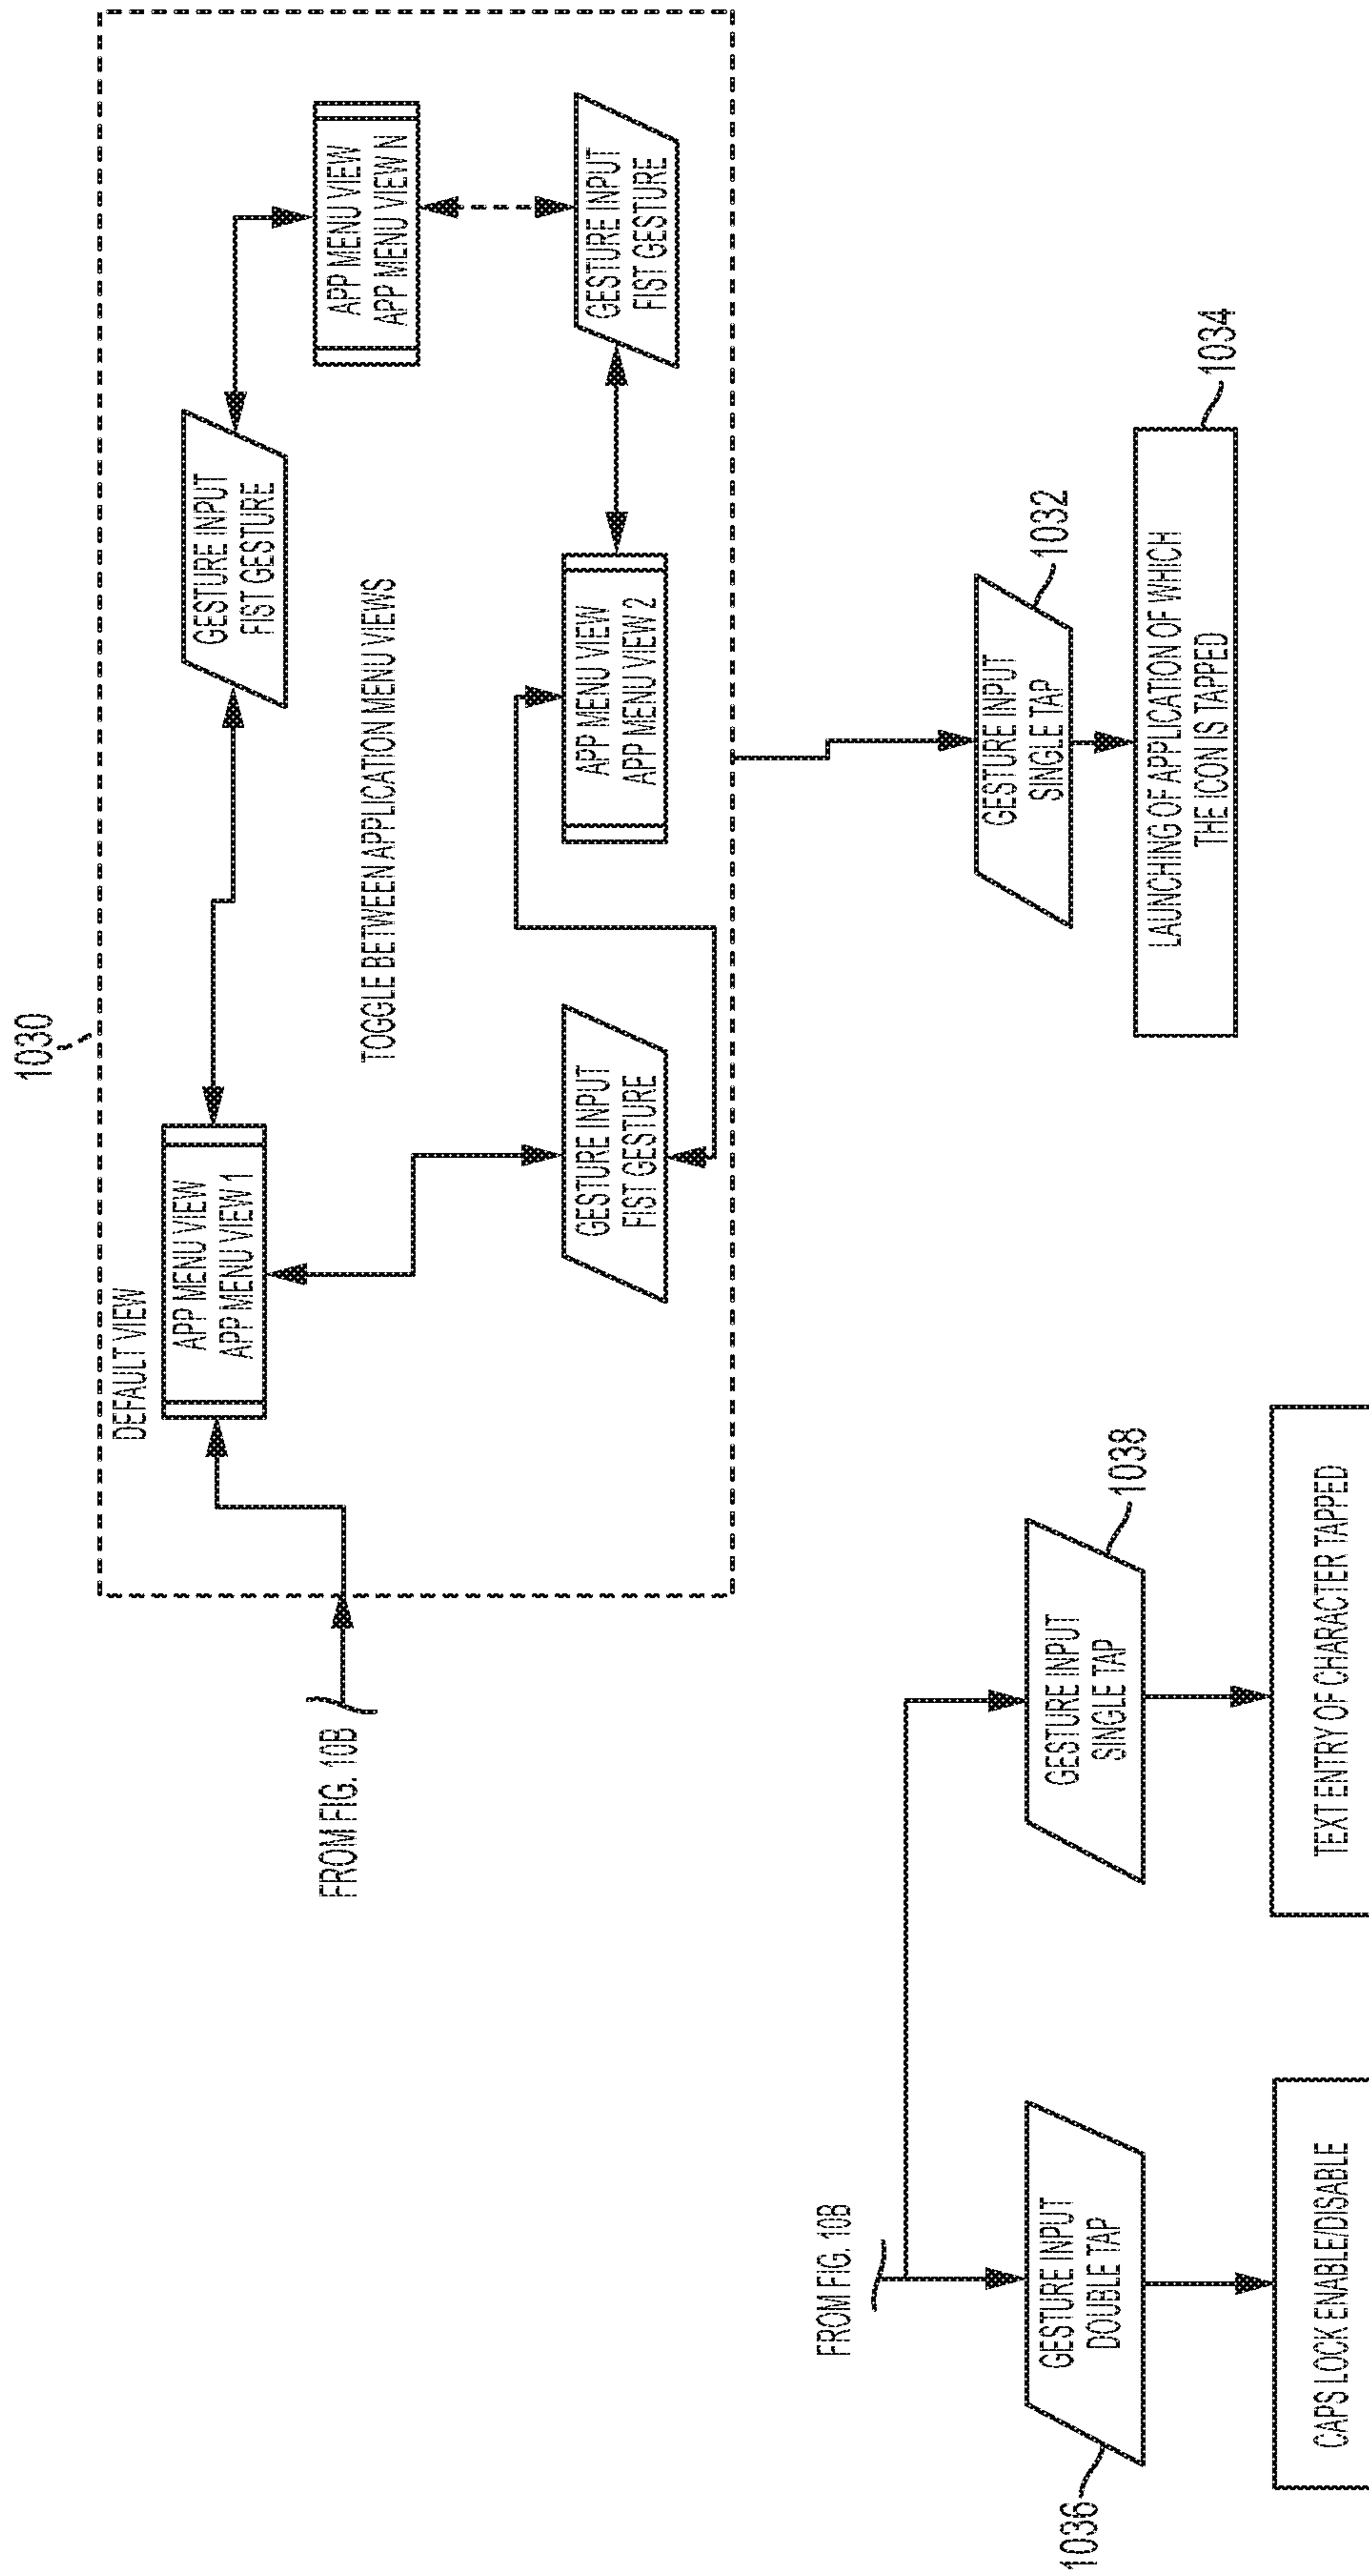 1030
DEFAULT VIEW
APP MENU VIEW
APP MENU VIEW 1
GESTURE INPUT
FIST GESTURE
APP MENU VIEW
APP MENU VIEW N
TOGGLE BETWEEN APPLICATION MENU VIEWS
GESTURE INPUT
FIST GESTURE
APP MENU VIEW
APP MENU VIEW 2
GESTURE INPUT
FIST GESTURE
FROM FIG. 10B
GESTURE INPUT
SINGLE TAP
1032
LAUNCHING OF APPLICATION OF WHICH
THE ICON IS TAPPED
1034
FROM FIG. 10B
GESTURE INPUT
DOUBLE TAP
1036
GESTURE INPUT
SINGLE TAP
1038
CAPS LOCK ENABLE/DISABLE
TEXT ENTRY OF CHARACTER TAPPED